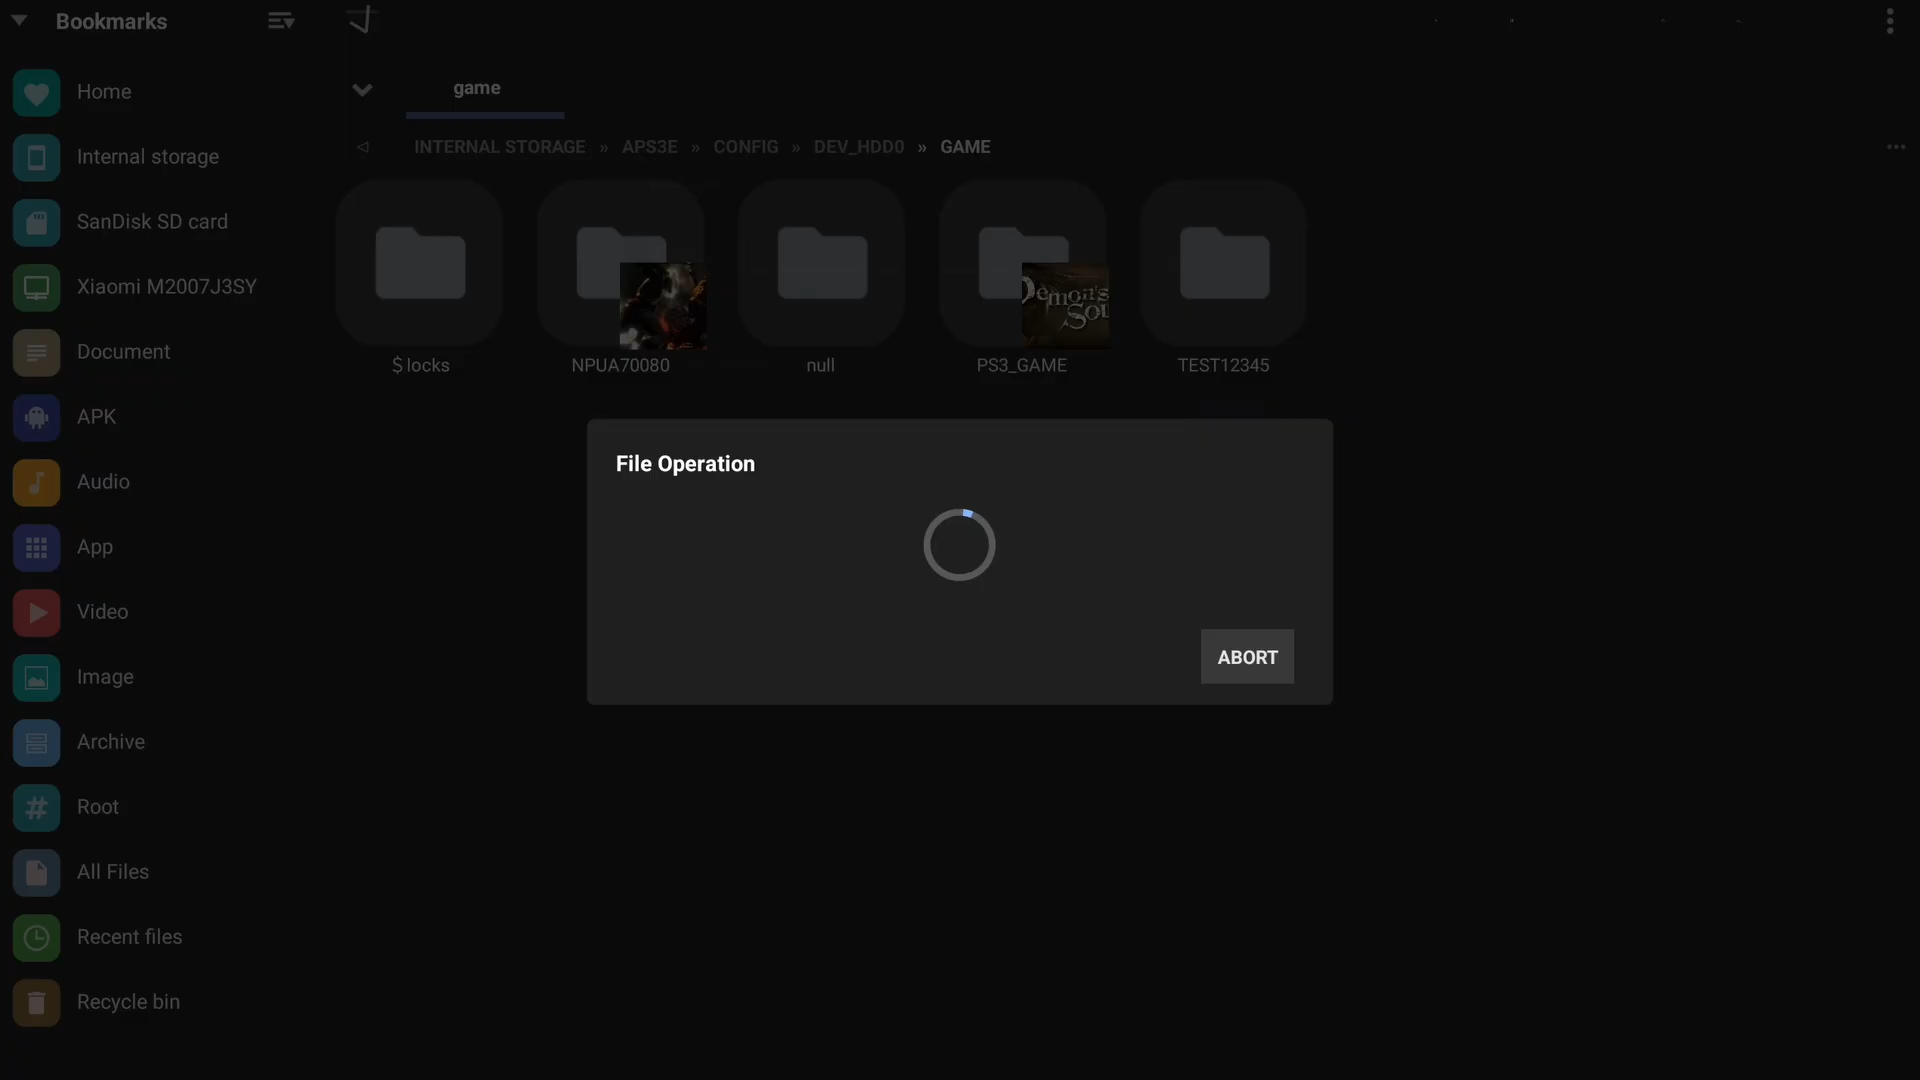 Bookmarks
Home
Internal storage
SanDisk SD card
Xiaomi M2007J3SY
Document
APK
Audio
App
Video
Image
Archive
Root
All Files
Recent files
Recycle bin
game
INTERNAL STORAGE » APS3E » CONFIG » DEV_HDD0 » GAME
$locks
NPUA70080
null
Demon's
PS3_GAME
TEST12345
File Operation
ABORT